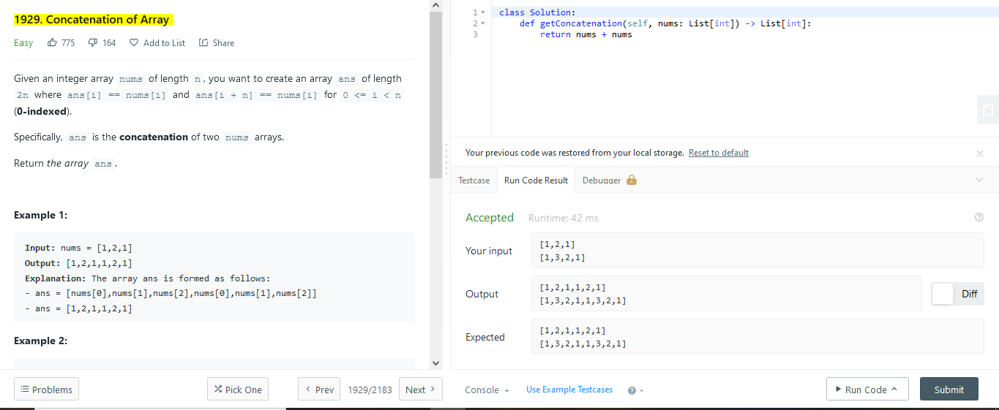 1929. Concatenation of Array
Easy 775 164 Add to List Share
Given an integer array nums of length n, you want to create an array ans of length
2n where ans[i] == nums[i] and ans[i + n] == nums[i] for 0 <= i < n
(0-indexed).
Specifically, ans is the concatenation of two nums arrays.
Return the array ans.
Example 1:
Input: nums = [1,2,1]
Output: [1,2,1,1,2,1]
Explanation: The array ans is formed as follows:
- ans = [nums[0],nums[1],nums[2],nums[0],nums[1],nums[2]]
- ans = [1,2,1,1,2,1]
Example 2:
Problems Pick One Prev 1929/2183 Next
1 class Solution:
2 def getConcatenation(self, nums: List[int]) -> List[int]:
3 return nums + nums
Your previous code was restored from your local storage. Reset to default
Testcase Run Code Result Debugger
Accepted Runtime: 42 ms
Your input
[1,2,1]
[1,3,2,1]
Output
[1,2,1,1,2,1]
[1,3,2,1,1,3,2,1]
Diff
Expected
[1,2,1,1,2,1]
[1,3,2,1,1,3,2,1]
Console Use Example Testcases ? Run Code Submit